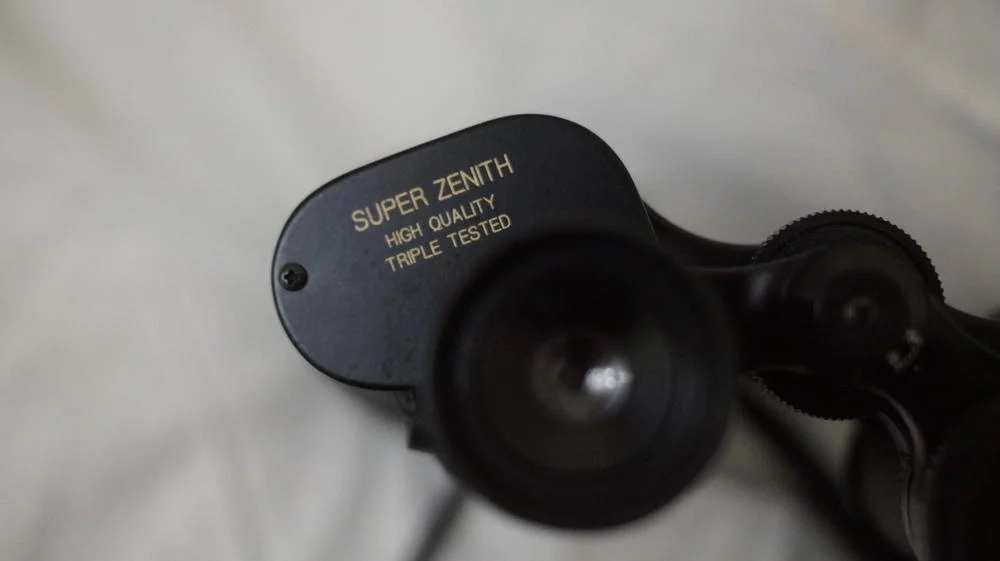 SUPER ZENITH
HIGH QUALITY
TRIPLE TESTED